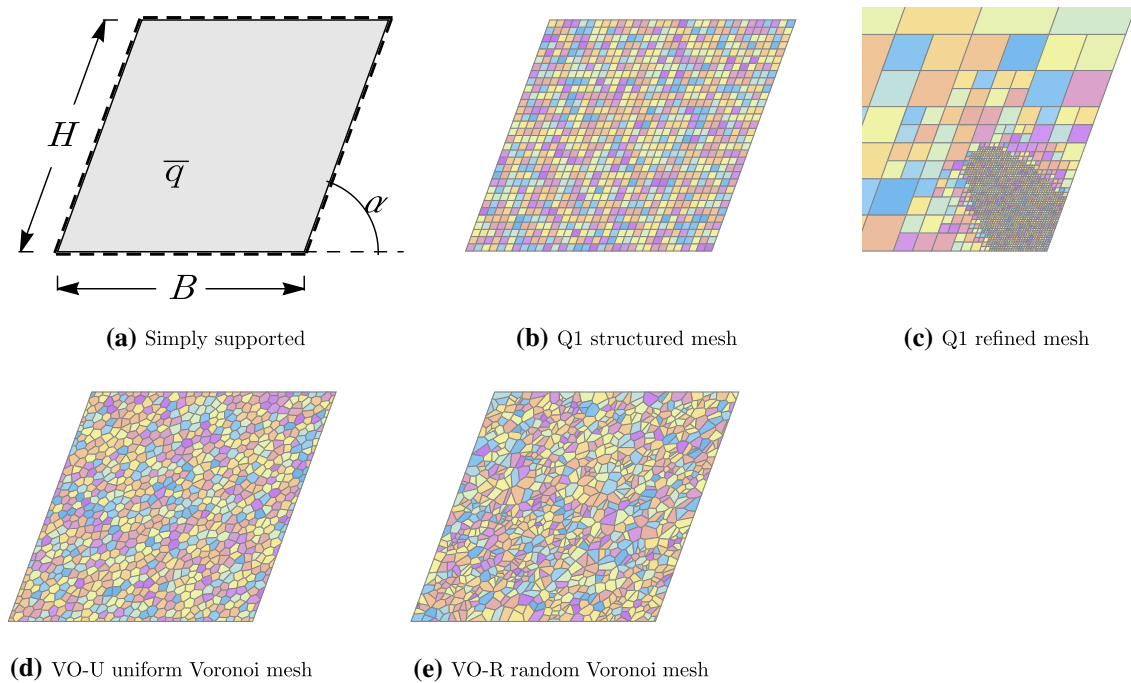 H
q̅
α
B
(a) Simply supported
(b) Q1 structured mesh
(c) Q1 refined mesh
(d) VO-U uniform Voronoi mesh
(e) VO-R random Voronoi mesh